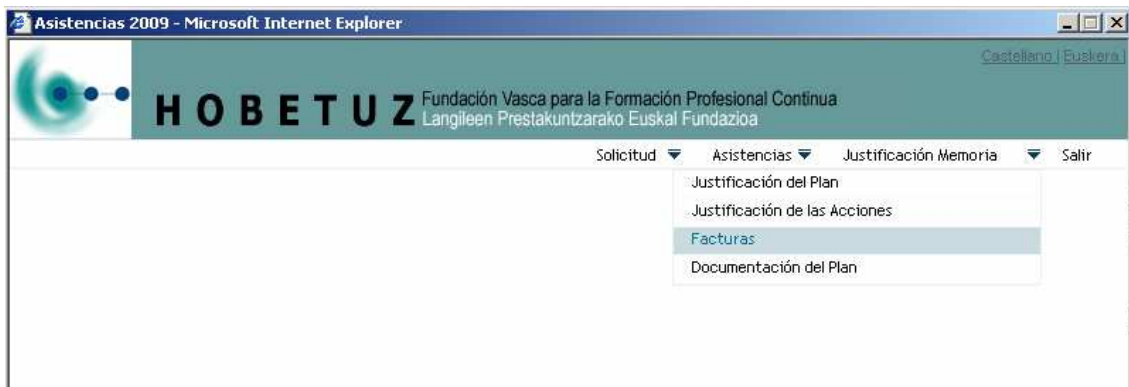 Asistencias 2009 - Microsoft Internet Explorer
Castellano | Euskera |
HOBETUZ Fundación Vasca para la Formación Profesional Continua
Langileen Prestakuntzarako Euskal Fundazioa
Solicitud Asistencias Justificación Memoria Salir
Justificación del Plan
Justificación de las Acciones
Facturas
Documentación del Plan